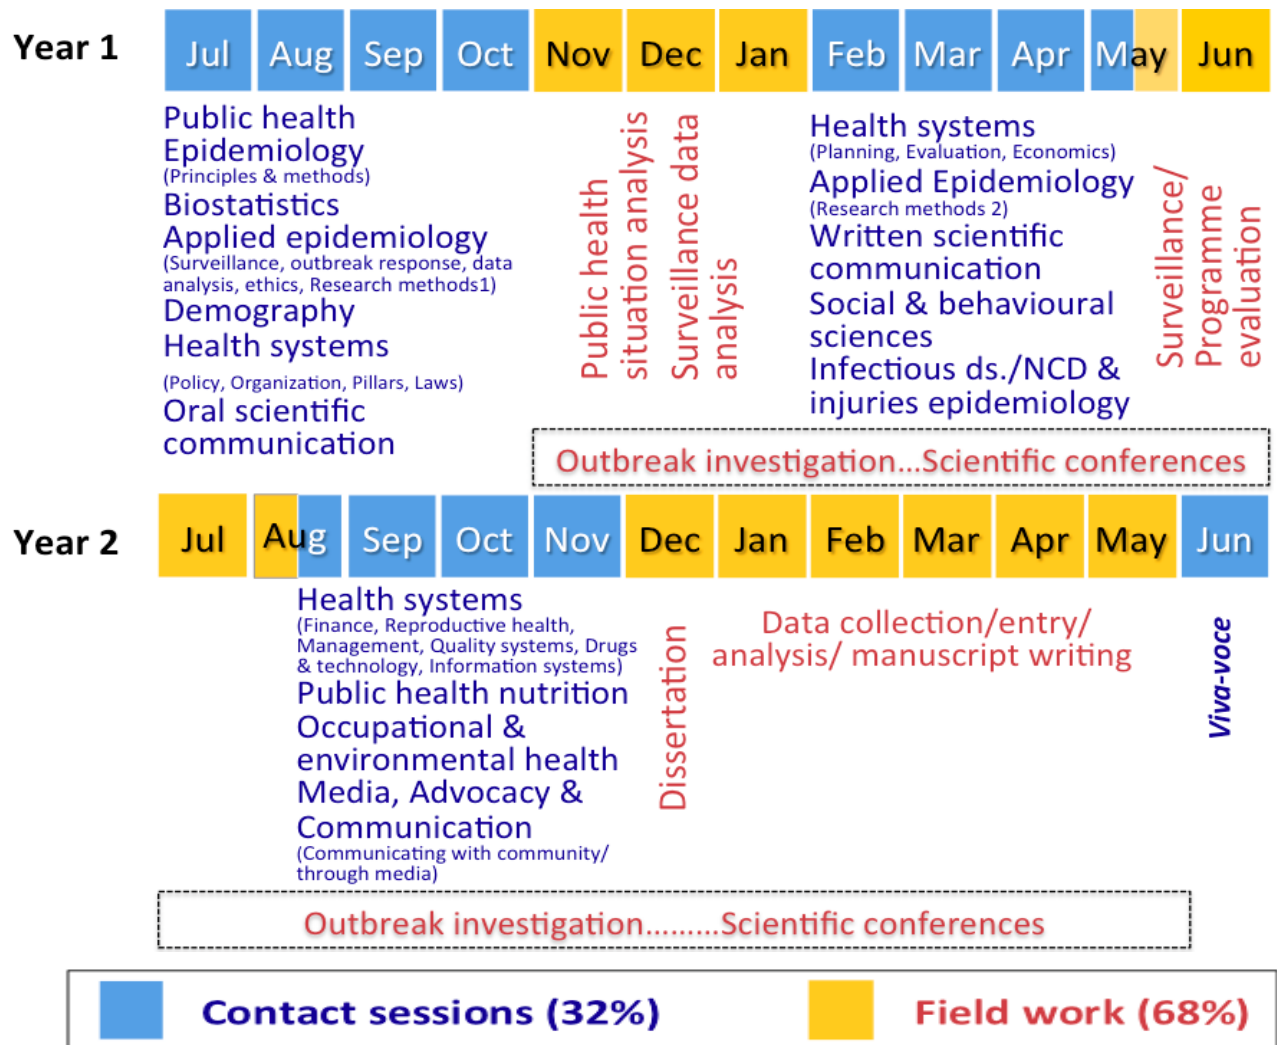 Year 1
Jul Aug Sep Oct Nov Dec Jan Feb Mar Apr May Jun
Public health
Epidemiology
(Principles & methods)
Biostatistics
Applied epidemiology
(Surveillance, outbreak response, data
analysis, ethics, Research methods1)
Demography
Health systems
(Policy, Organization, Pillars, Laws)
Oral scientific
communication
Public health
situation analysis
Surveillance data
analysis
Health systems
(Planning, Evaluation, Economics)
Applied Epidemiology
(Research methods 2)
Written scientific
communication
Social & behavioural
sciences
Infectious ds./NCD &
injuries epidemiology
Surveillance/
Programme
evaluation
Outbreak investigation...Scientific conferences
Year 2
Jul Aug Sep Oct Nov Dec Jan Feb Mar Apr May Jun
Health systems
(Finance, Reproductive health,
Management, Quality systems, Drugs
& technology, Information systems)
Public health nutrition
Occupational &
environmental health
Media, Advocacy &
Communication
(Communicating with community/
through media)
Dissertation
Data collection/entry/
analysis/ manuscript writing
Viva-voce
Outbreak investigation.........Scientific conferences
Contact sessions (32%)
Field work (68%)